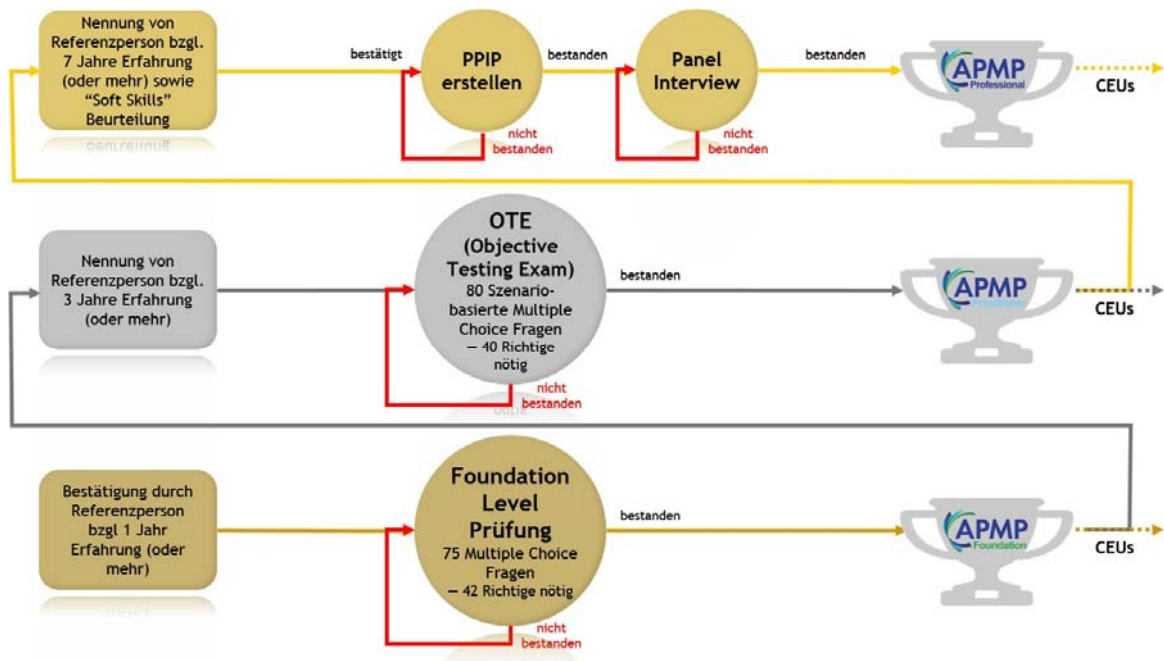 Nennung von
Referenzperson bzgl.
7 Jahre Erfahrung
(oder mehr) sowie
“Soft Skills”
Beurteilung
bestätigt
PPIP
erstellen
nicht
bestanden
bestanden
Panel
Interview
nicht
bestanden
bestanden
APMP
Professional
CEUs
Nennung von
Referenzperson bzgl.
3 Jahre Erfahrung
(oder mehr)
OTE
(Objective
Testing Exam)
80 Szenario-
basierte Multiple
Choice Fragen
— 40 Richtige
nötig
nicht
bestanden
bestanden
APMP
Practitioner
CEUs
Bestätigung durch
Referenzperson
bzgl 1 Jahr
Erfahrung (oder
mehr)
Foundation
Level
Prüfung
75 Multiple Choice
Fragen
— 42 Richtige nötig
nicht
bestanden
bestanden
APMP
Foundation
CEUs